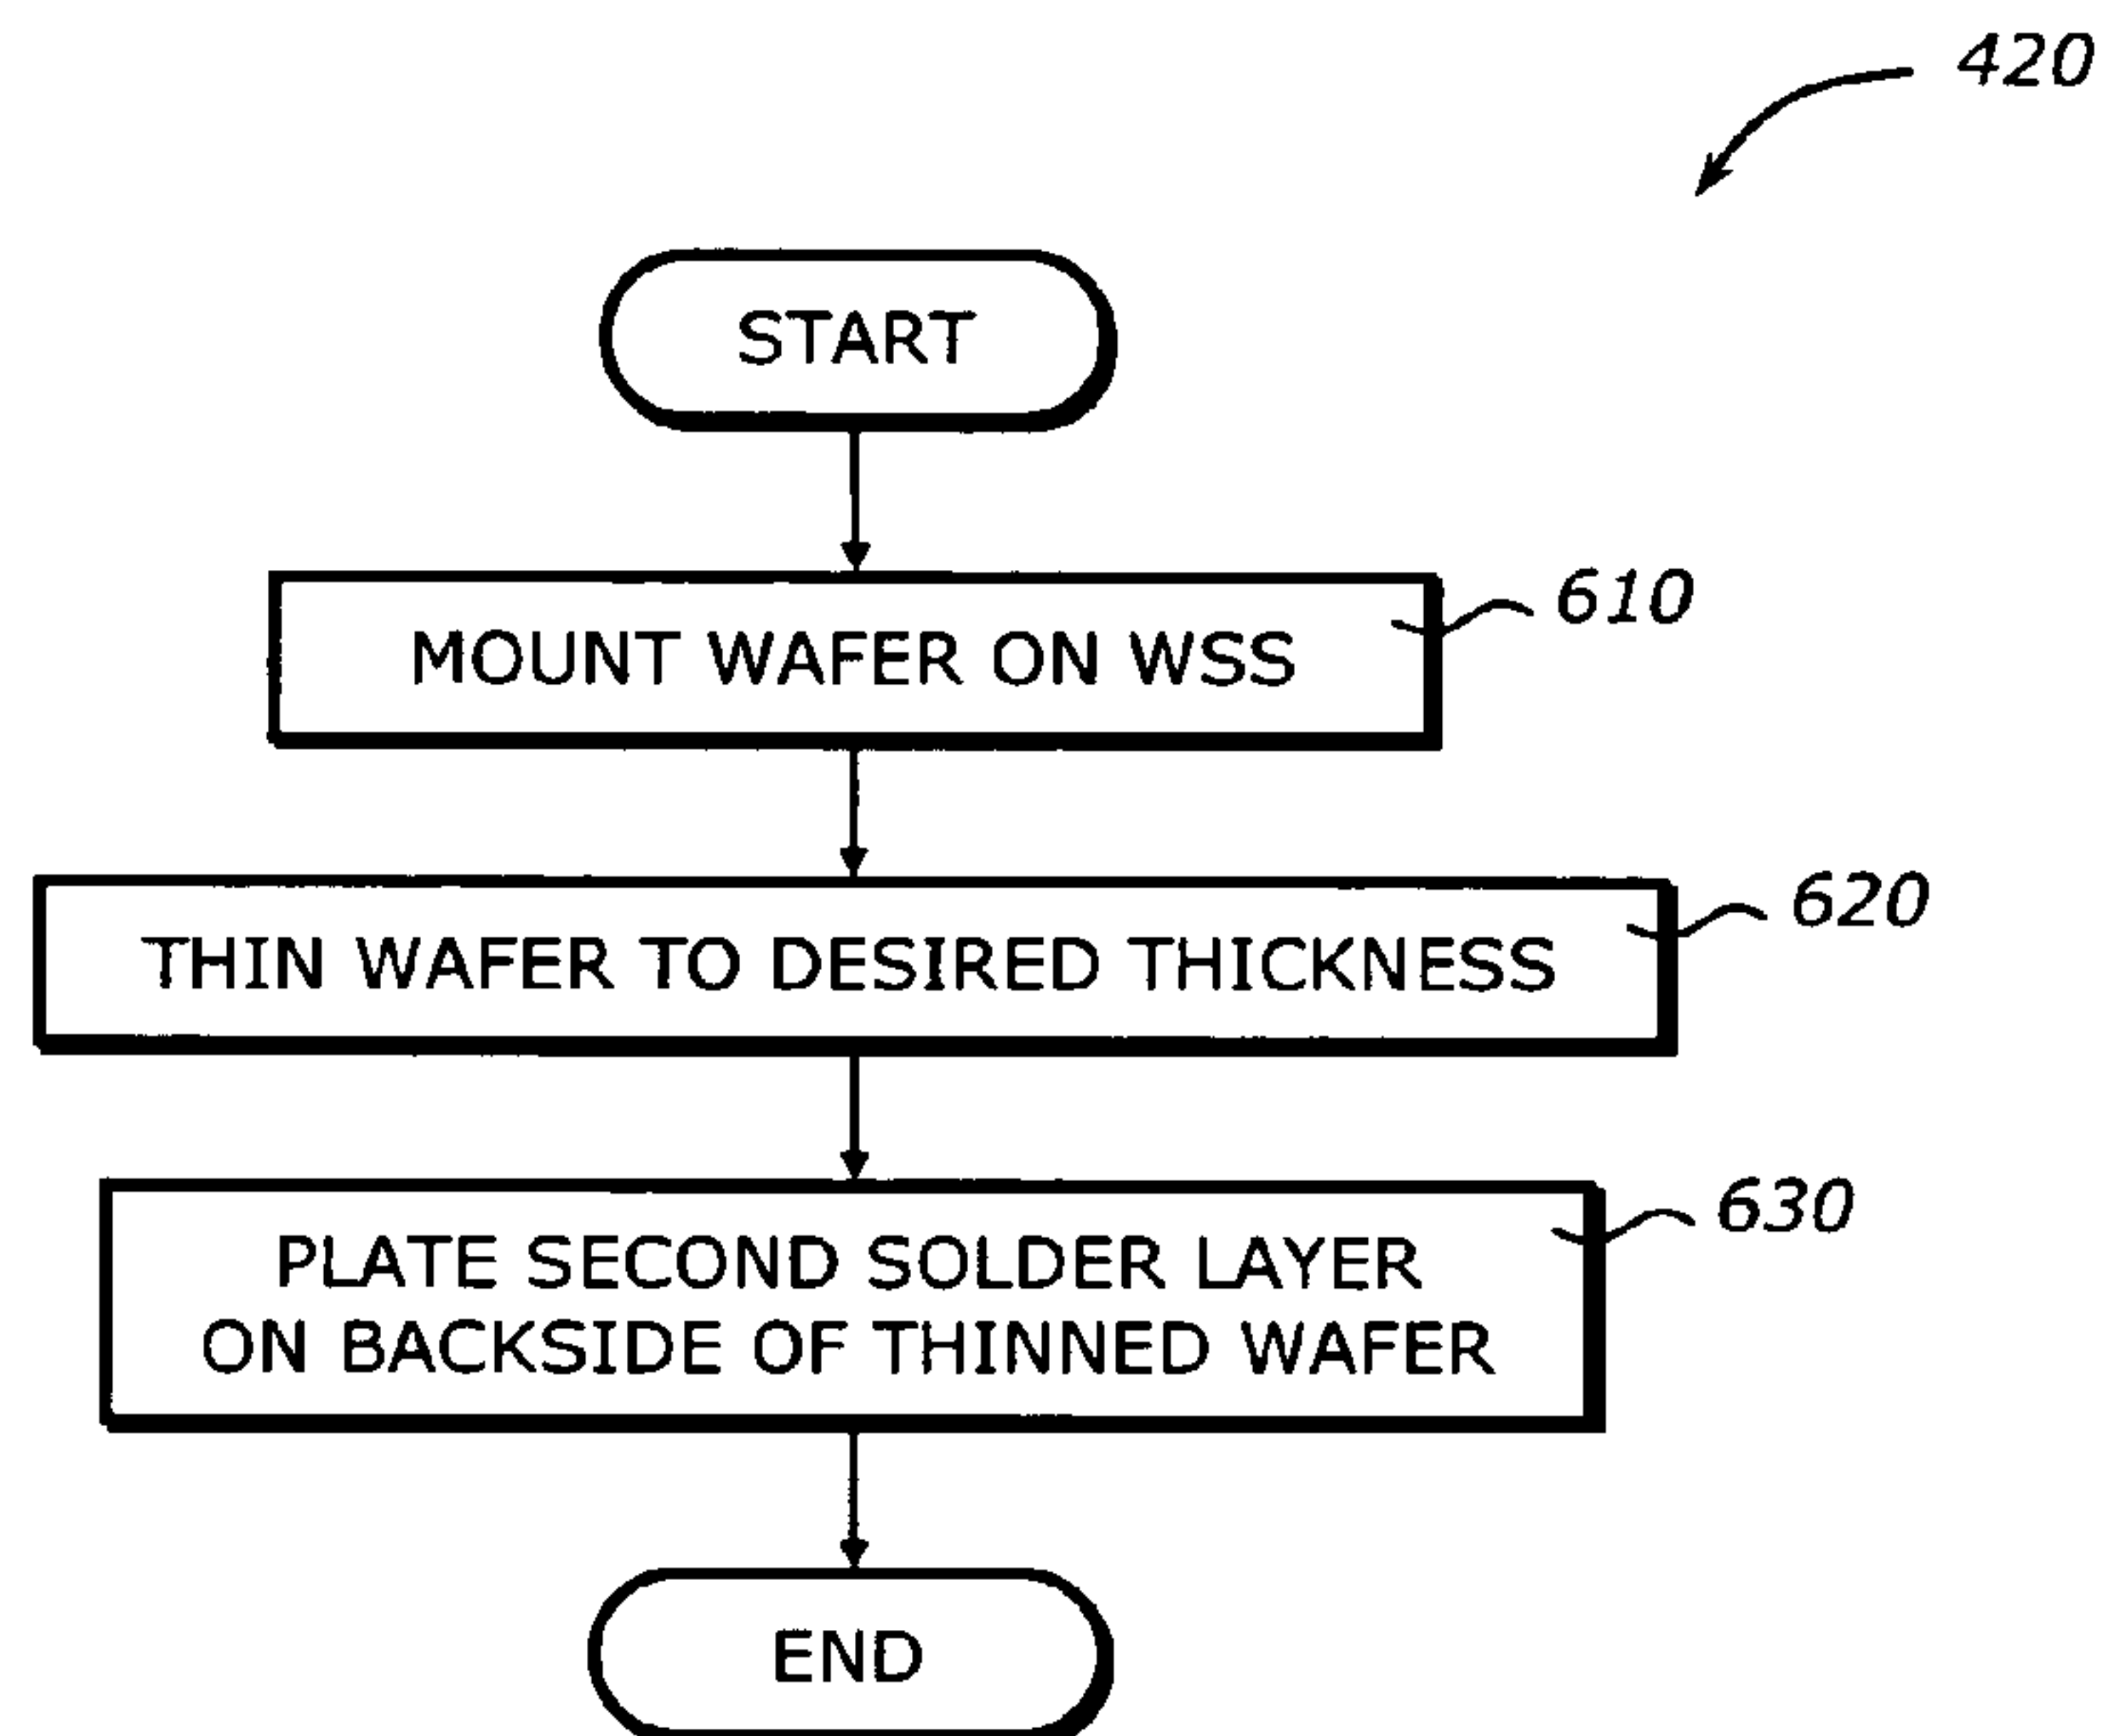 420
START
MOUNT WAFER ON WSS
610
THIN WAFER TO DESIRED THICKNESS
620
PLATE SECOND SOLDER LAYER
ON BACKSIDE OF THINNED WAFER
630
END